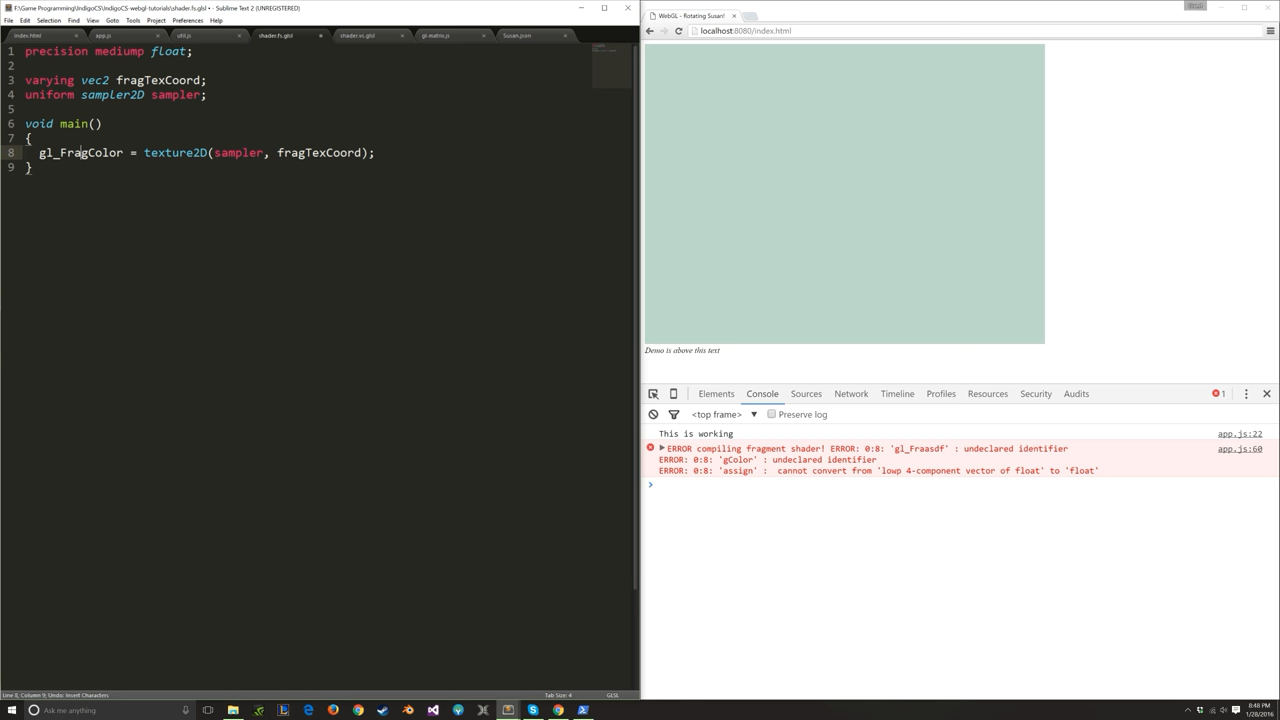 F:\Game Programming\IndigoCS\IndigoCS-webgl-tutorials\shader.fs.glsl • - Sublime Text 2 (UNREGISTERED)
File Edit Selection Find View Goto Tools Project Preferences Help
index.html app.js util.js shader.fs.glsl shader.vs.glsl gl-matrix.js Susan.json
1 precision mediump float;
2
3 varying vec2 fragTexCoord;
4 uniform sampler2D sampler;
5
6 void main()
7 {
8 gl_FragColor = texture2D(sampler, fragTexCoord);
9 }
Line 8, Column 9; Undo: Insert Characters
Tab Size: 4
GLSL
WebGL - Rotating Susan!
localhost:8080/index.html
Demo is above this text
Elements Console Sources Network Timeline Profiles Resources Security Audits
1
<top frame> ▼ Preserve log
This is working app.js:22
ERROR compiling fragment shader! ERROR: 0:8: 'gl_Fraasdf' : undeclared identifier app.js:60
ERROR: 0:8: 'gColor' : undeclared identifier
ERROR: 0:8: 'assign' :  cannot convert from 'lowp 4-component vector of float' to 'float'
Ask me anything
8:48 PM
1/28/2016